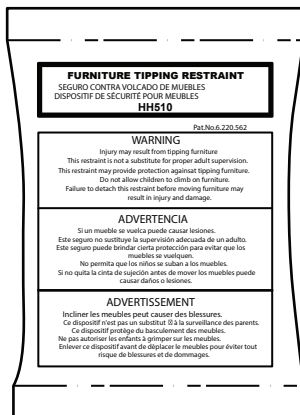 FURNITURE TIPPING RESTRAINT
SEGURO CONTRA VOLCADO DE MUEBLES
DISPOSITIF DE SÉCURITÉ POUR MEUBLES
HH510
Pat.No.6.220.562
WARNING
Injury may result from tipping furniture
This restraint is not a substitute for proper adult supervision.
This restraint may provide protection againsat tipping furniture.
Do not allow children to climb on furniture.
Failure to detach this restraint before moving furniture may
result in injury and damage.
ADVERTENCIA
Si un mueble se vuelca puede causar lesiones.
Este seguro no sustituye la supervisión adecuada de un adulto.
Este seguro puede brindar cierta protección para evitar que los
muebles se vuelquen.
No permita que los niños se suban a los muebles.
Si no quita la cinta de sujeción antes de mover los muebles puede
causar daños o lesiones.
ADVERTISSEMENT
Incliner les meubles peut causer des blessures.
Ce dispositif n'est pas un substitut à la surveillance des parents.
Ce dispositif protège du basculement des meubles.
Ne pas autoriser les enfants à grimper sur les meubles.
Enlever ce dispositif avant de déplacer le meubles pour éviter tout
risque de blessures et de dommages.